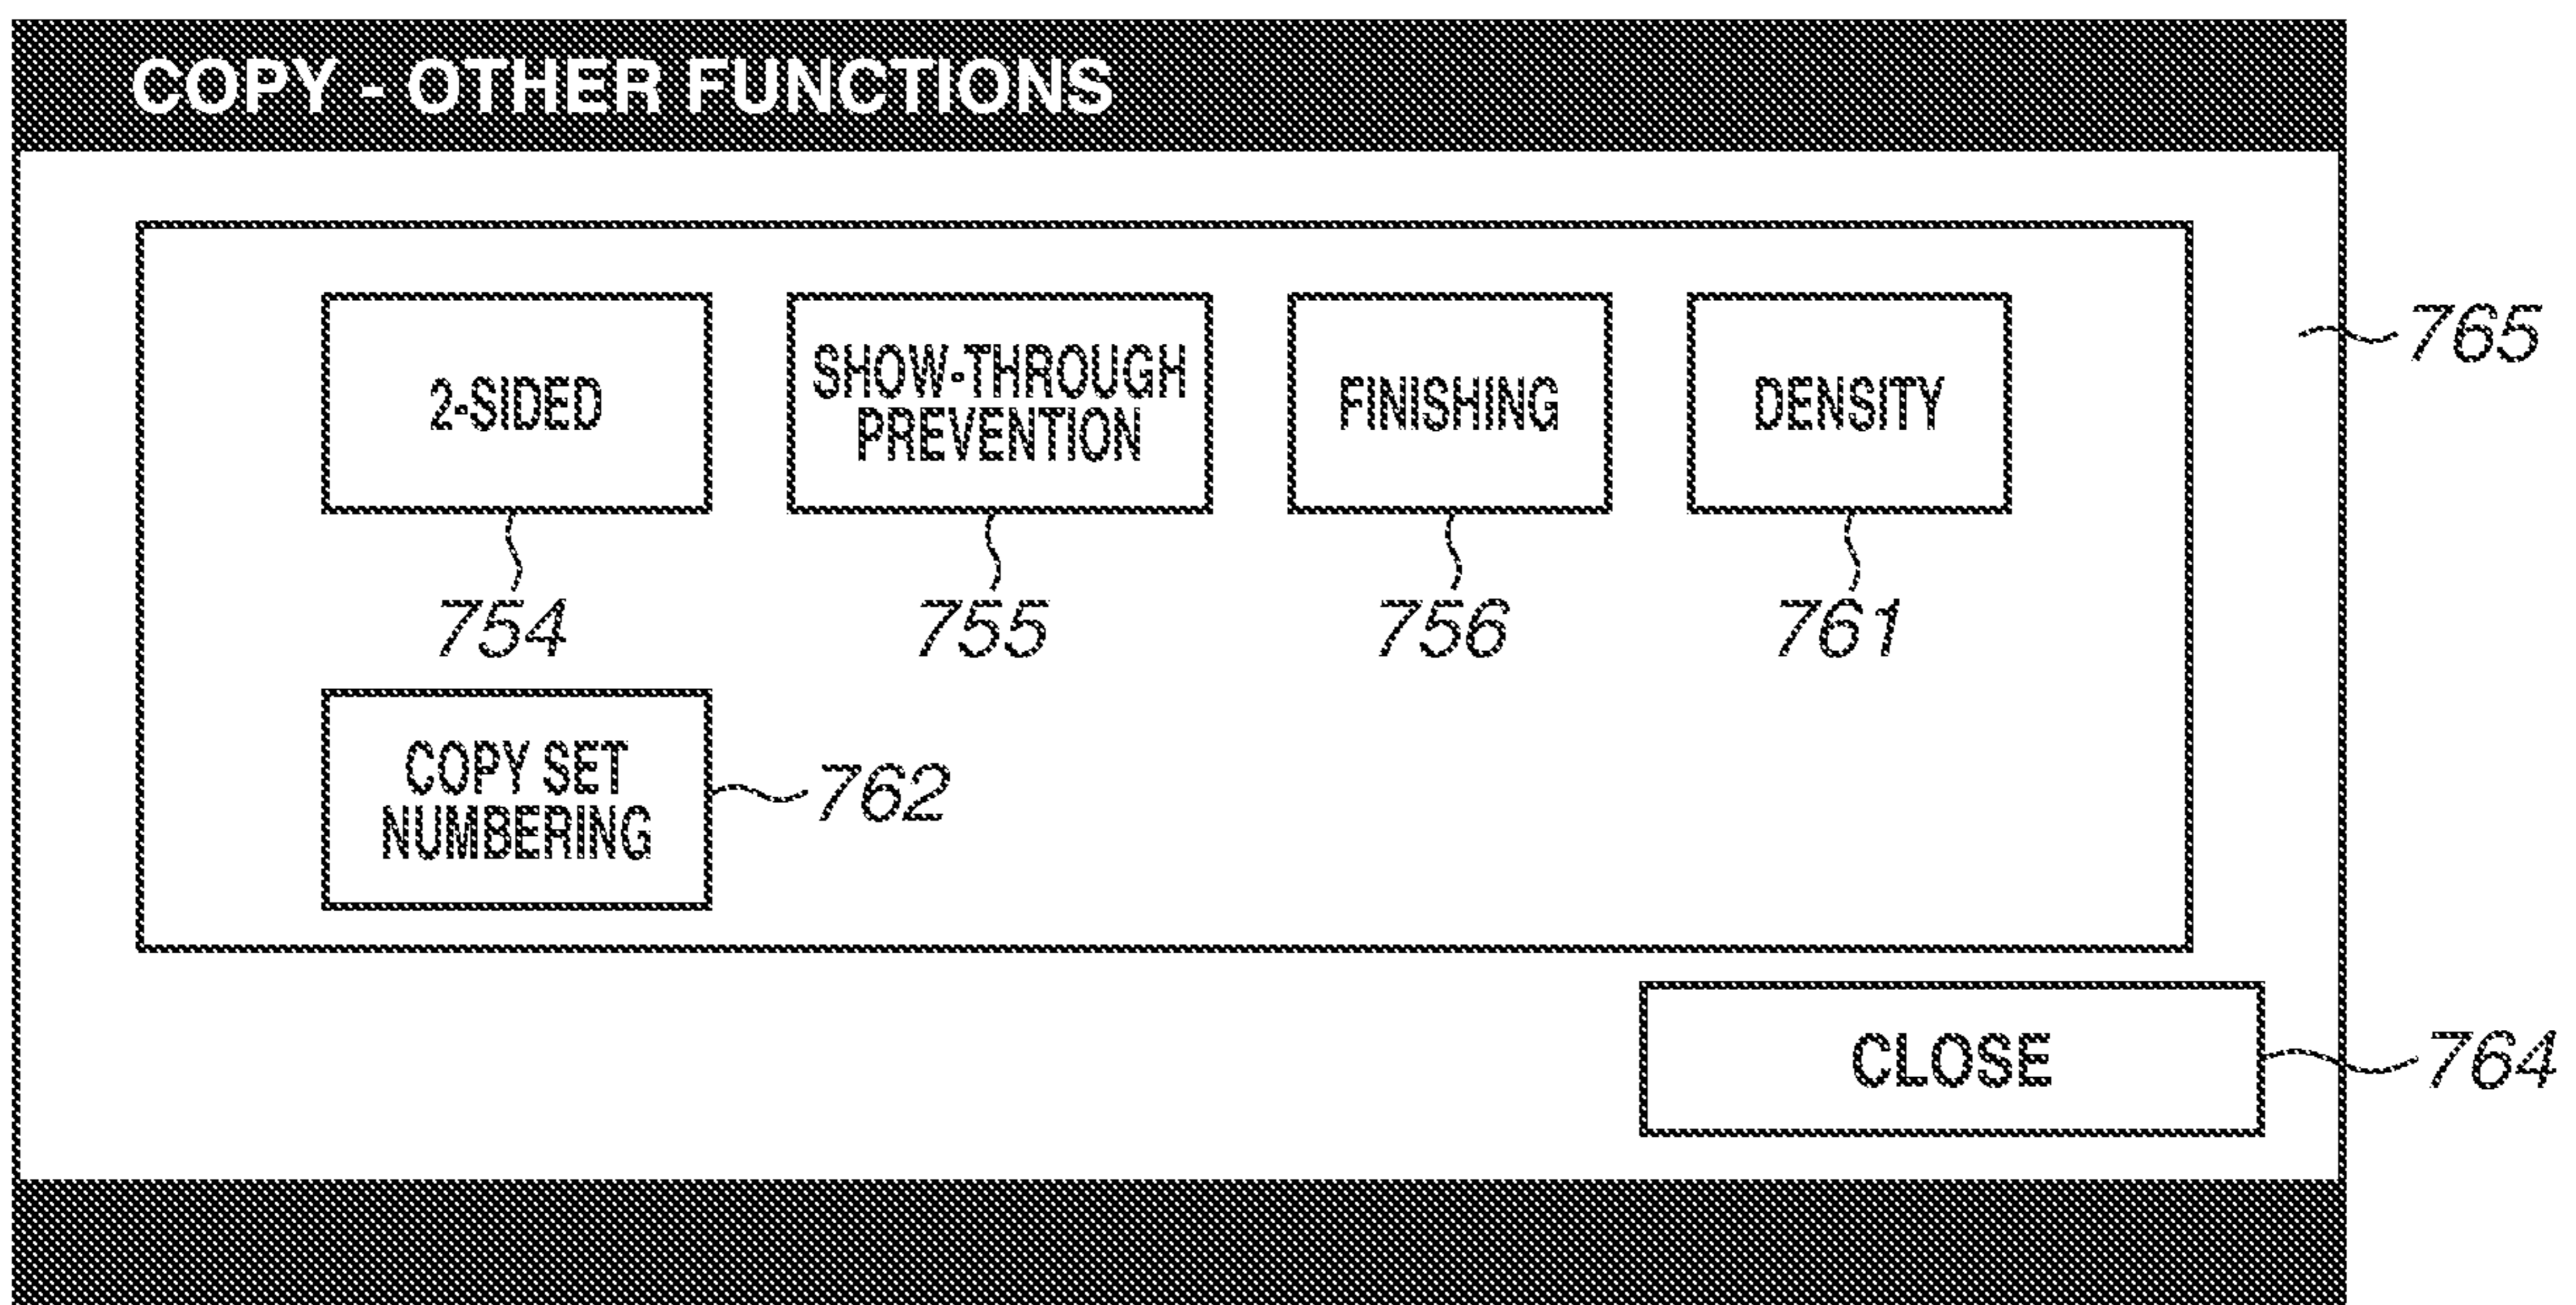 COPY - OTHER FUNCTIONS
2-SIDED
SHOW-THROUGH
PREVENTION
FINISHING
DENSITY
765
754
755
756
761
COPY SET
NUMBERING
762
CLOSE
764